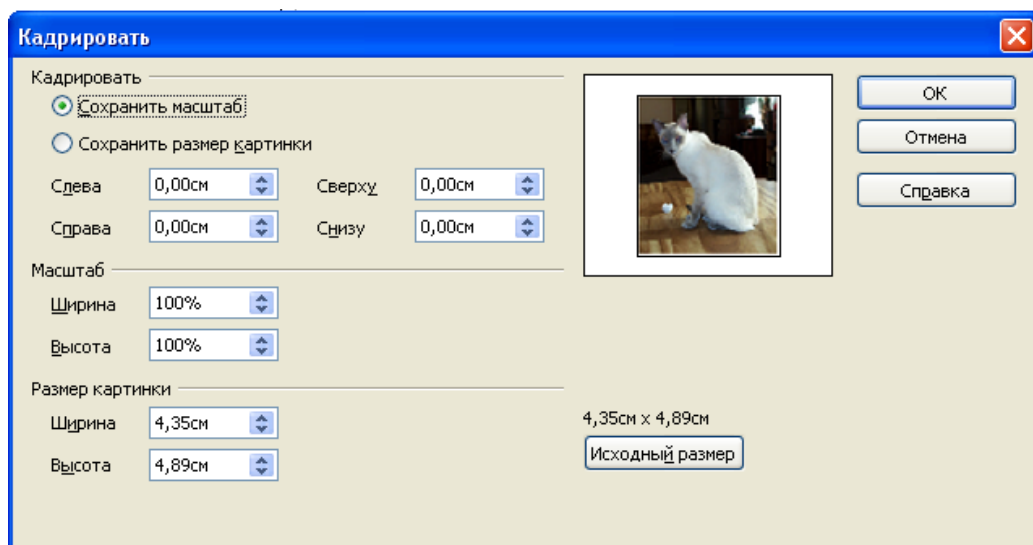 Кадрировать
Кадрировать
Сохранить масштаб
Сохранить размер картинки
Слева 0,00см Сверху 0,00см
Справа 0,00см Снизу 0,00см
Масштаб
Ширина 100%
Высота 100%
Размер картинки
Ширина 4,35см
Высота 4,89см
4,35см x 4,89см
Исходный размер
ОК
Отмена
Справка